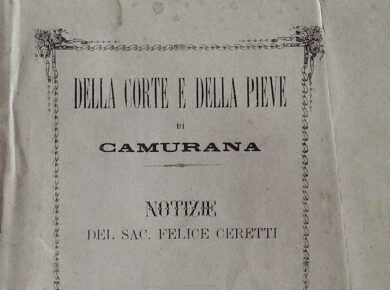 DELLA CORTE E DELLA PIEVE
DI
CAMURANA
NOTIZIE
DEL SAC. FELICE CERETTI